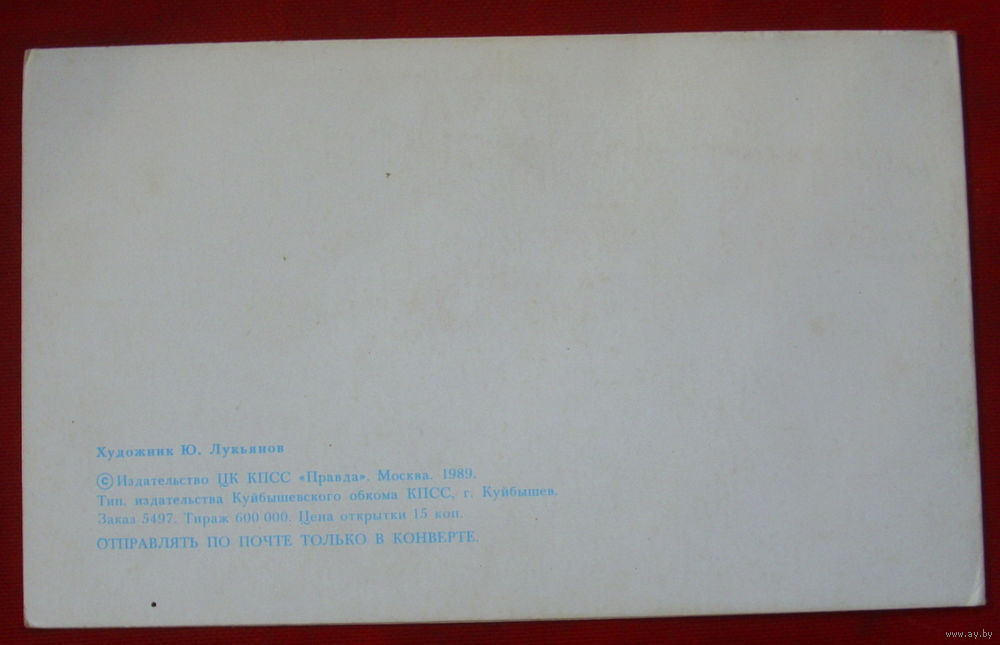 Художник Ю. Лукьянов
©Издательство ЦК КПСС «Правда». Москва. 1989.
Тип. издательства Куйбышевского обкома КПСС, г. Куйбышев.
Заказ 5497. Тираж 600 000. Цена открытки 15 коп.
ОТПРАВЛЯТЬ ПО ПОЧТЕ ТОЛЬКО В КОНВЕРТЕ.
www.ay.by